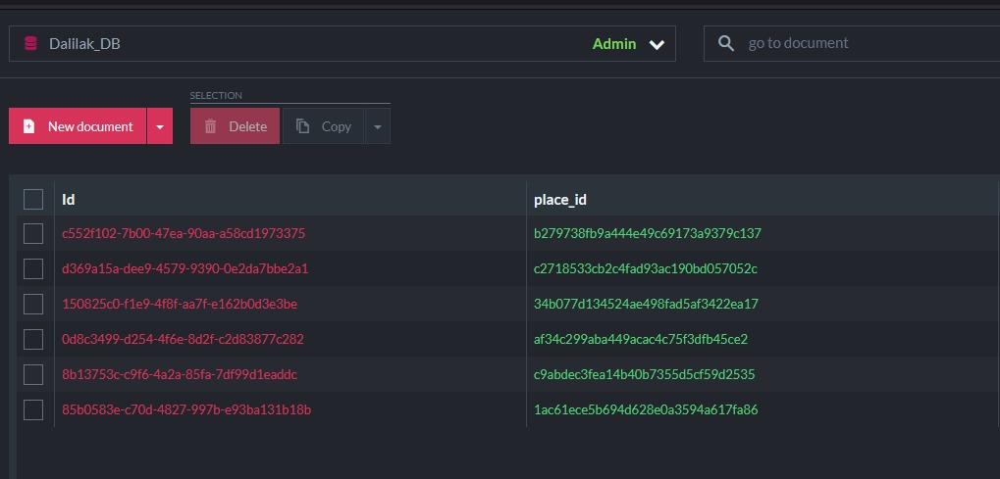 Dalilak_DB Admin go to document
SELECTION
New document Delete Copy
Id place_id
c552f102-7b00-47ea-90aa-a58cd1973375 b279738fb9a444e49c69173a9379c137
d369a15a-dee9-4579-9390-0e2da7bbe2a1 c2718533cb2c4fad93ac190bd057052c
150825c0-f1e9-4f8f-aa7f-e162b0d3e3be 34b077d134524ae498fad5af3422ea17
0d8c3499-d254-4f6e-8d2f-c2d83877c282 af34c299aba449acac4c75f3dfb45ce2
8b13753c-c9f6-4a2a-85fa-7df99d1eaddc c9abdec3fea14b40b7355d5cf59d2535
85b0583e-c70d-4827-997b-e93ba131b18b 1ac61ece5b694d628e0a3594a617fa86